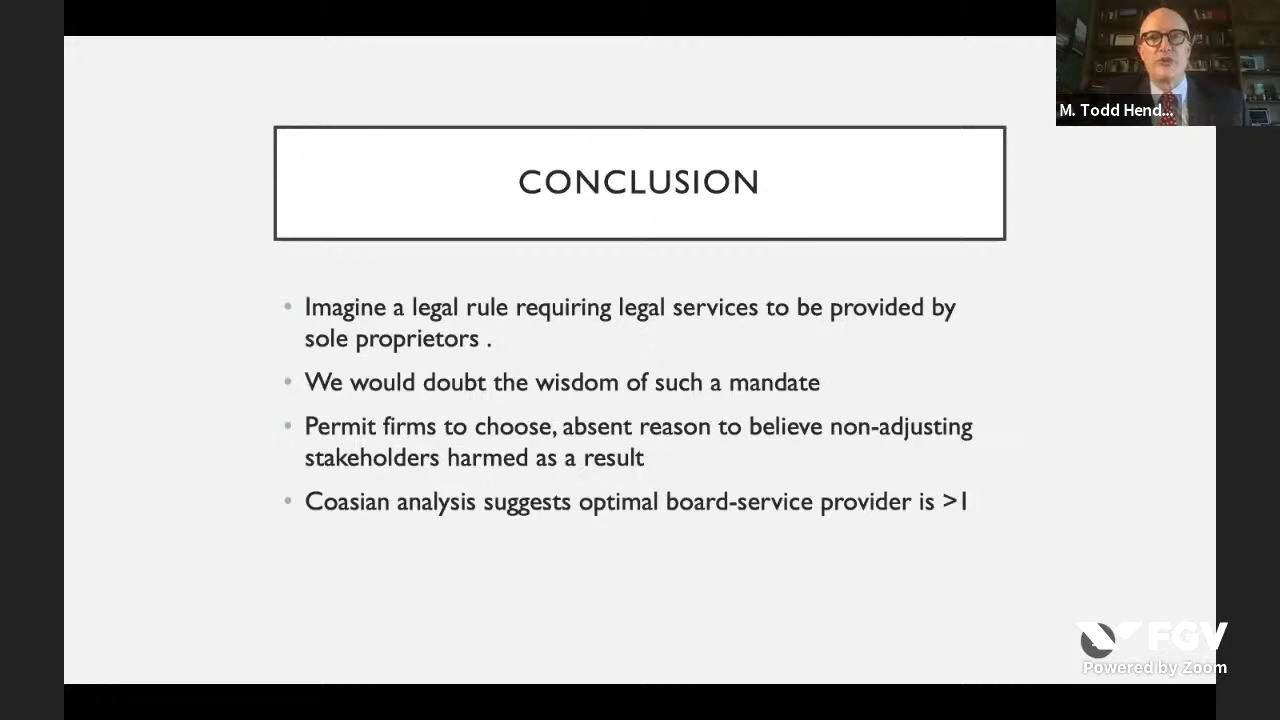 M. Todd Hend...
CONCLUSION
• Imagine a legal rule requiring legal services to be provided by
sole proprietors .
• We would doubt the wisdom of such a mandate
• Permit firms to choose, absent reason to believe non-adjusting
stakeholders harmed as a result
• Coasian analysis suggests optimal board-service provider is >1
FGV
Powered by Zoom